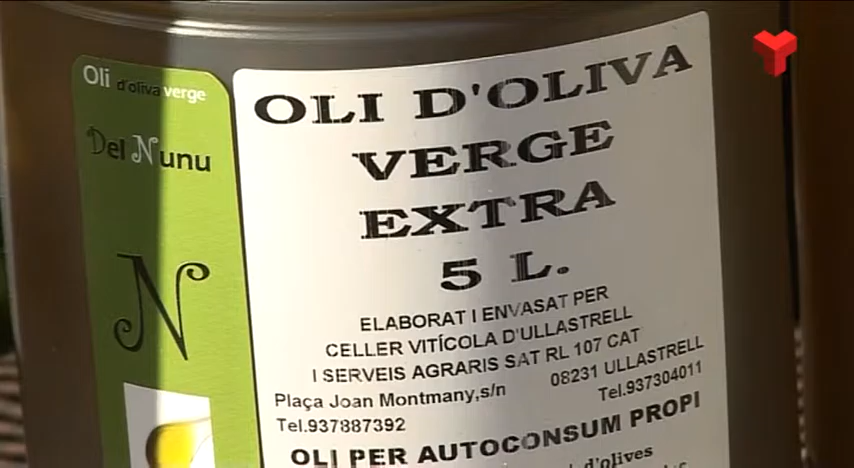 Oli d'oliva verge
Del Nunu
N
OLI D'OLIVA
VERGE
EXTRA
5 L.
ELABORAT I ENVASAT PER
CELLER VITÍCOLA D'ULLASTRELL
I SERVEIS AGRARIS SAT RL 107 CAT
Plaça Joan Montmany,s/n 08231 ULLASTRELL
Tel.937887392 Tel.937304011
OLI PER AUTOCONSUM PROPI
d'olives